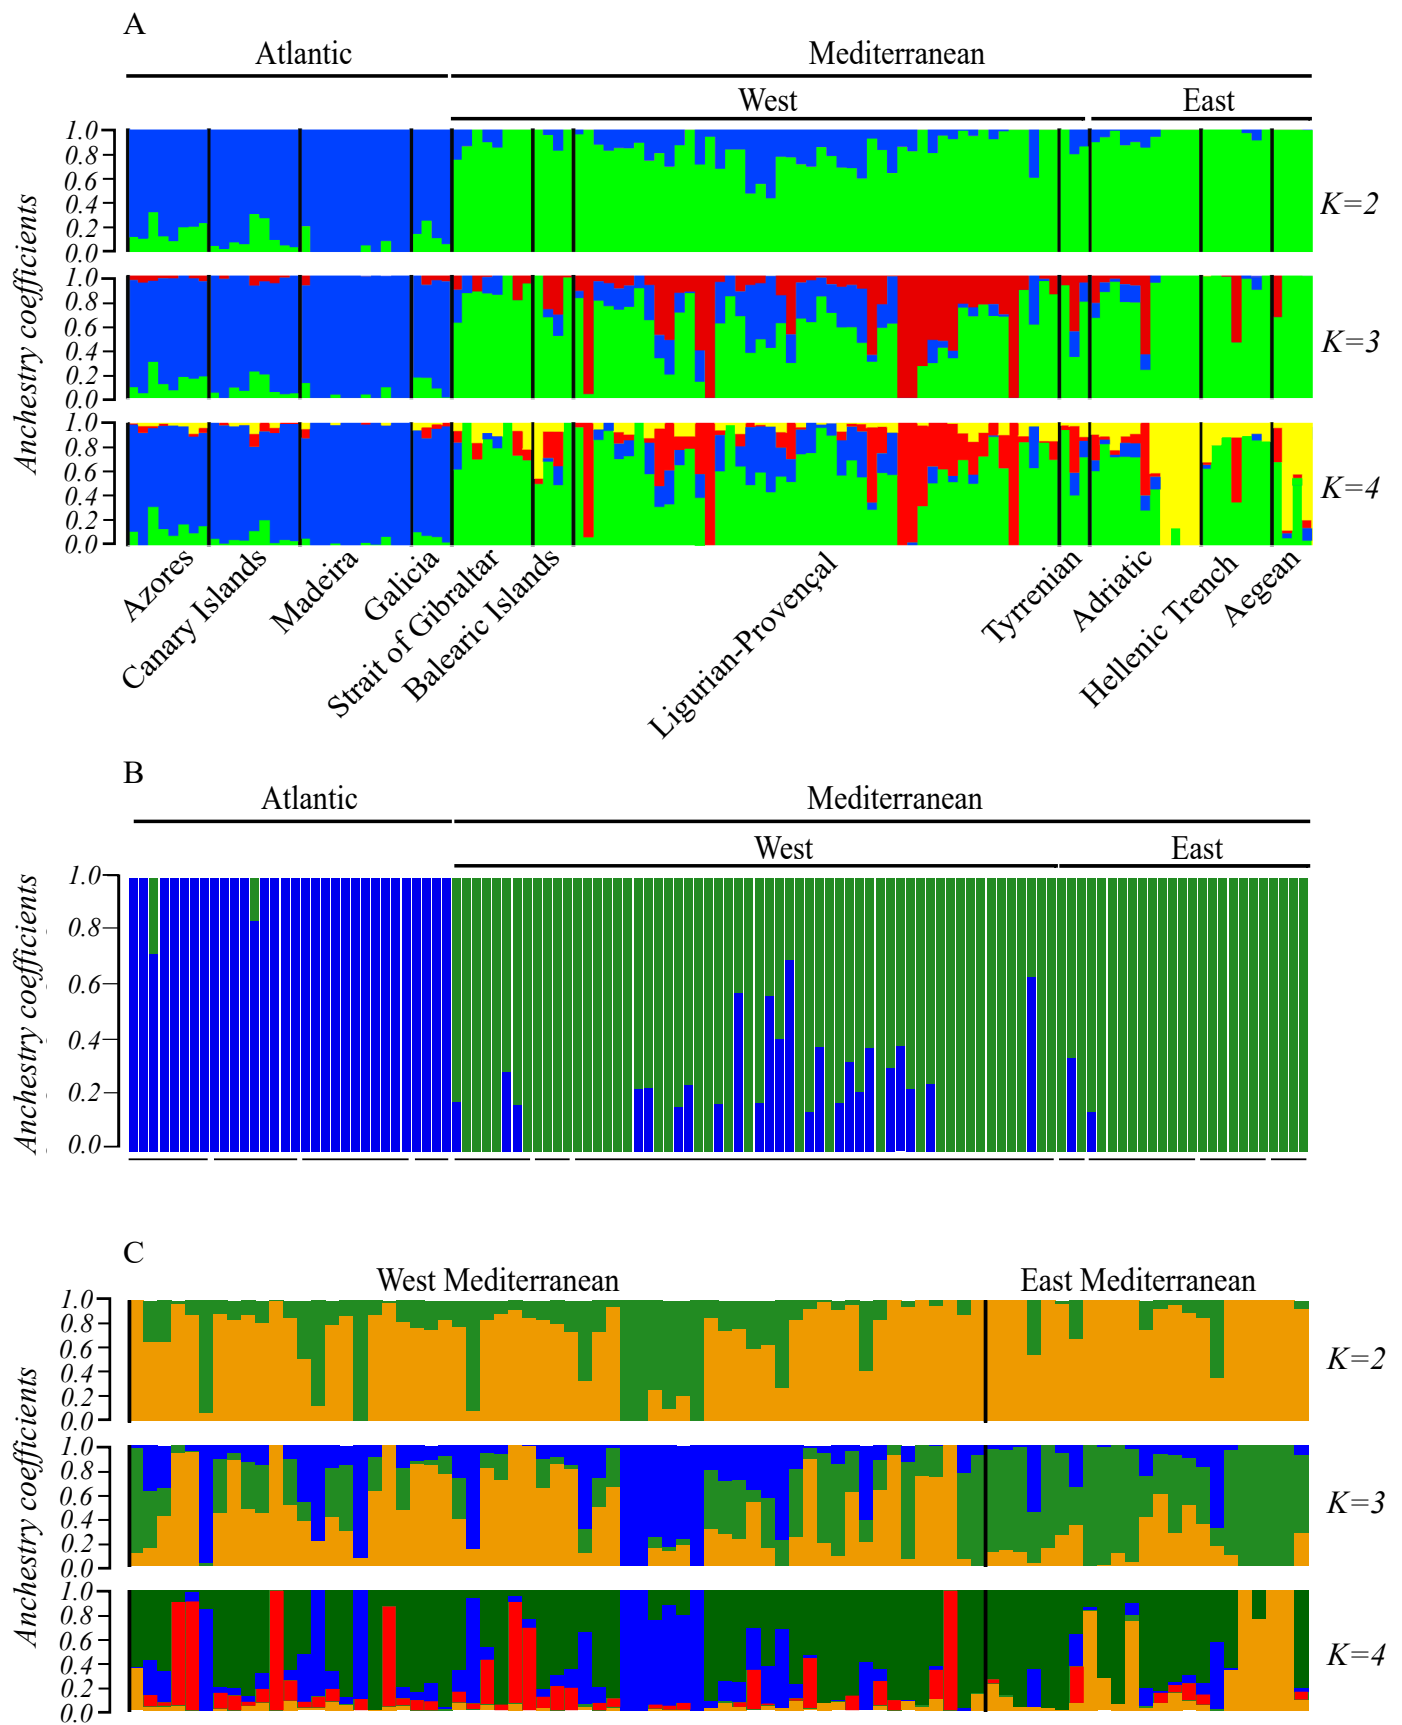 A
Atlantic Mediterranean
West East
1.0
0.8
0.6
0.4
0.2
0.0
K=2
1.0
0.8
0.6
0.4
0.2
0.0
K=3
1.0
0.8
0.6
0.4
0.2
0.0
K=4
Anchestry coefficients
Azores
Canary Islands
Madeira
Galicia
Strait of Gibraltar
Balearic Islands
Ligurian-Provençal
Tyrrenian
Adriatic
Hellenic Trench
Aegean
B
Atlantic Mediterranean
West East
1.0
0.8
0.6
0.4
0.2
0.0
Anchestry coefficients
C
West Mediterranean East Mediterranean
1.0
0.8
0.6
0.4
0.2
0.0
K=2
1.0
0.8
0.6
0.4
0.2
0.0
K=3
1.0
0.8
0.6
0.4
0.2
0.0
K=4
Anchestry coefficients